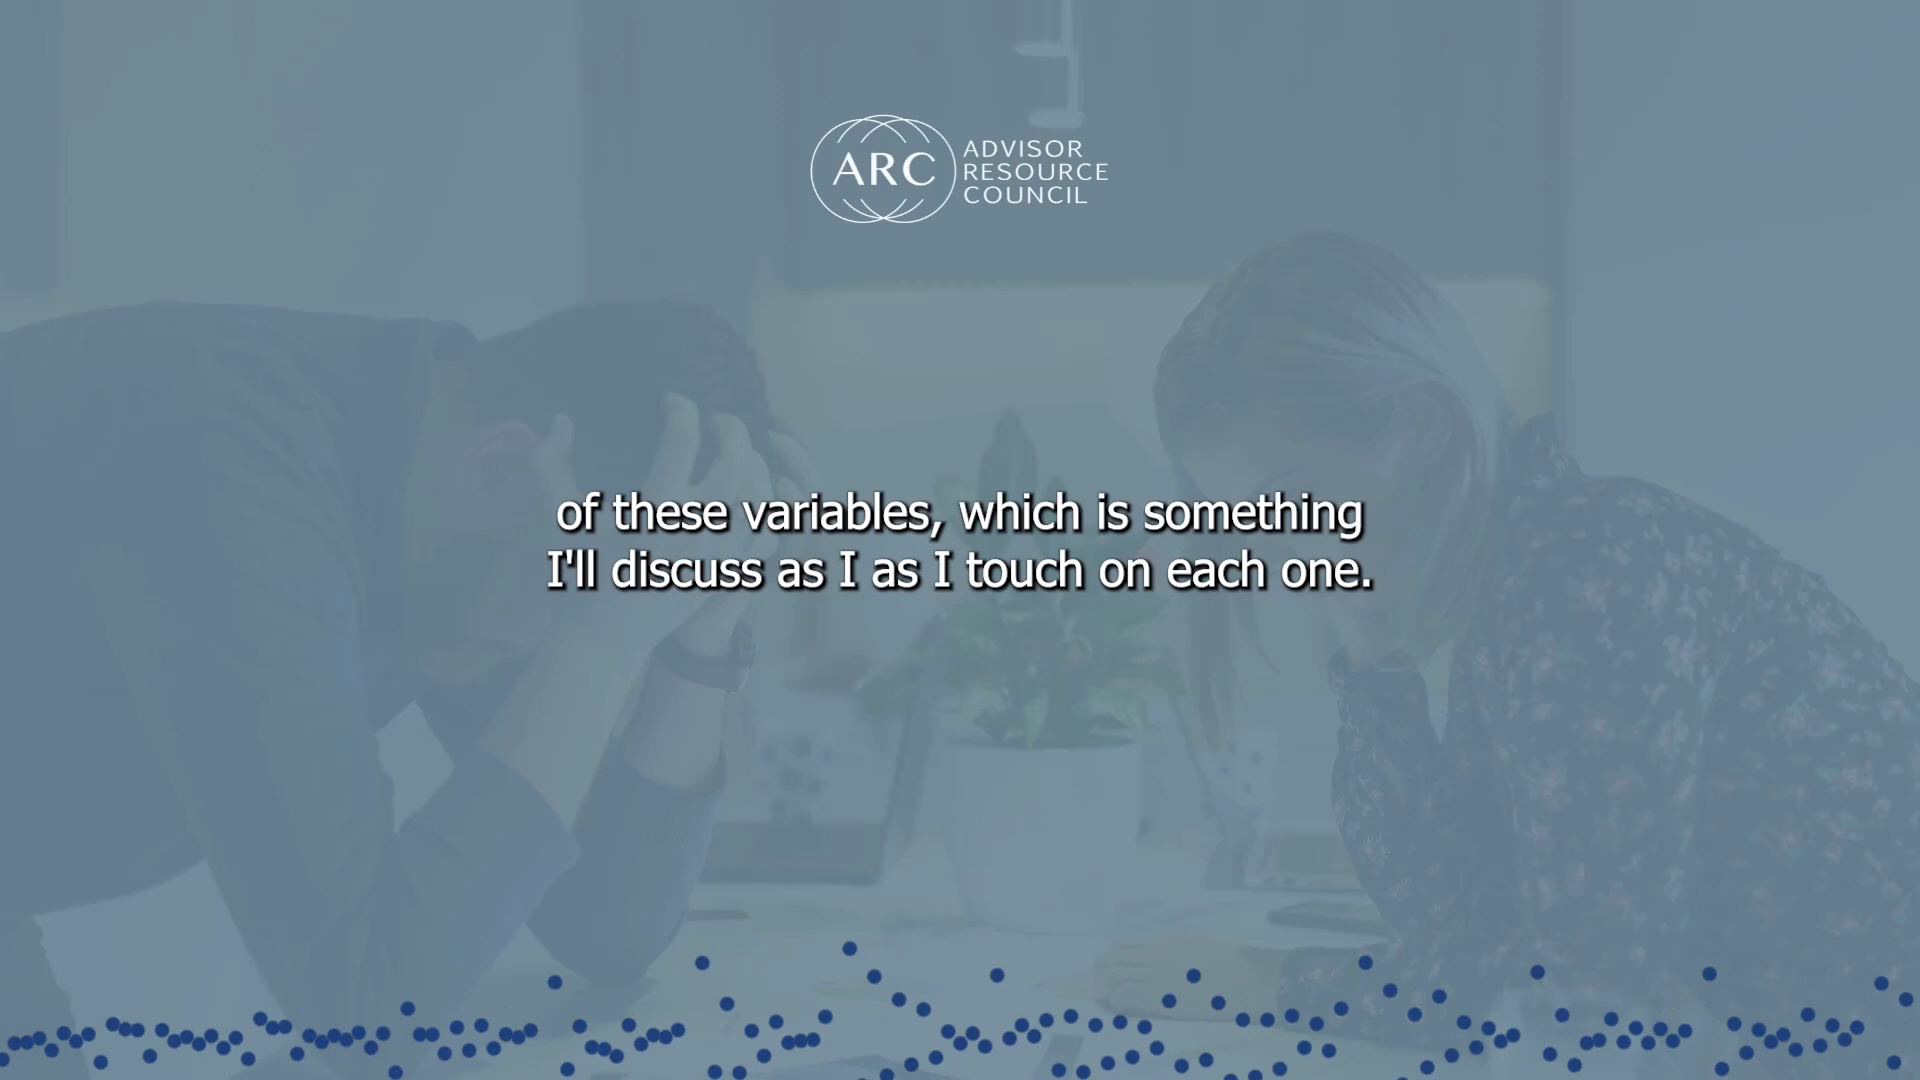 ARC
ADVISOR
RESOURCE
COUNCIL
of these variables, which is something
I'll discuss as I as I touch on each one.